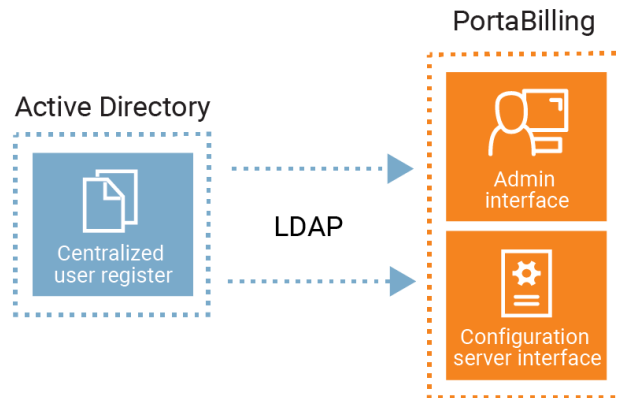 PortaBilling
Active Directory
Admin
interface
Centralized
user register
LDAP
Configuration
server interface